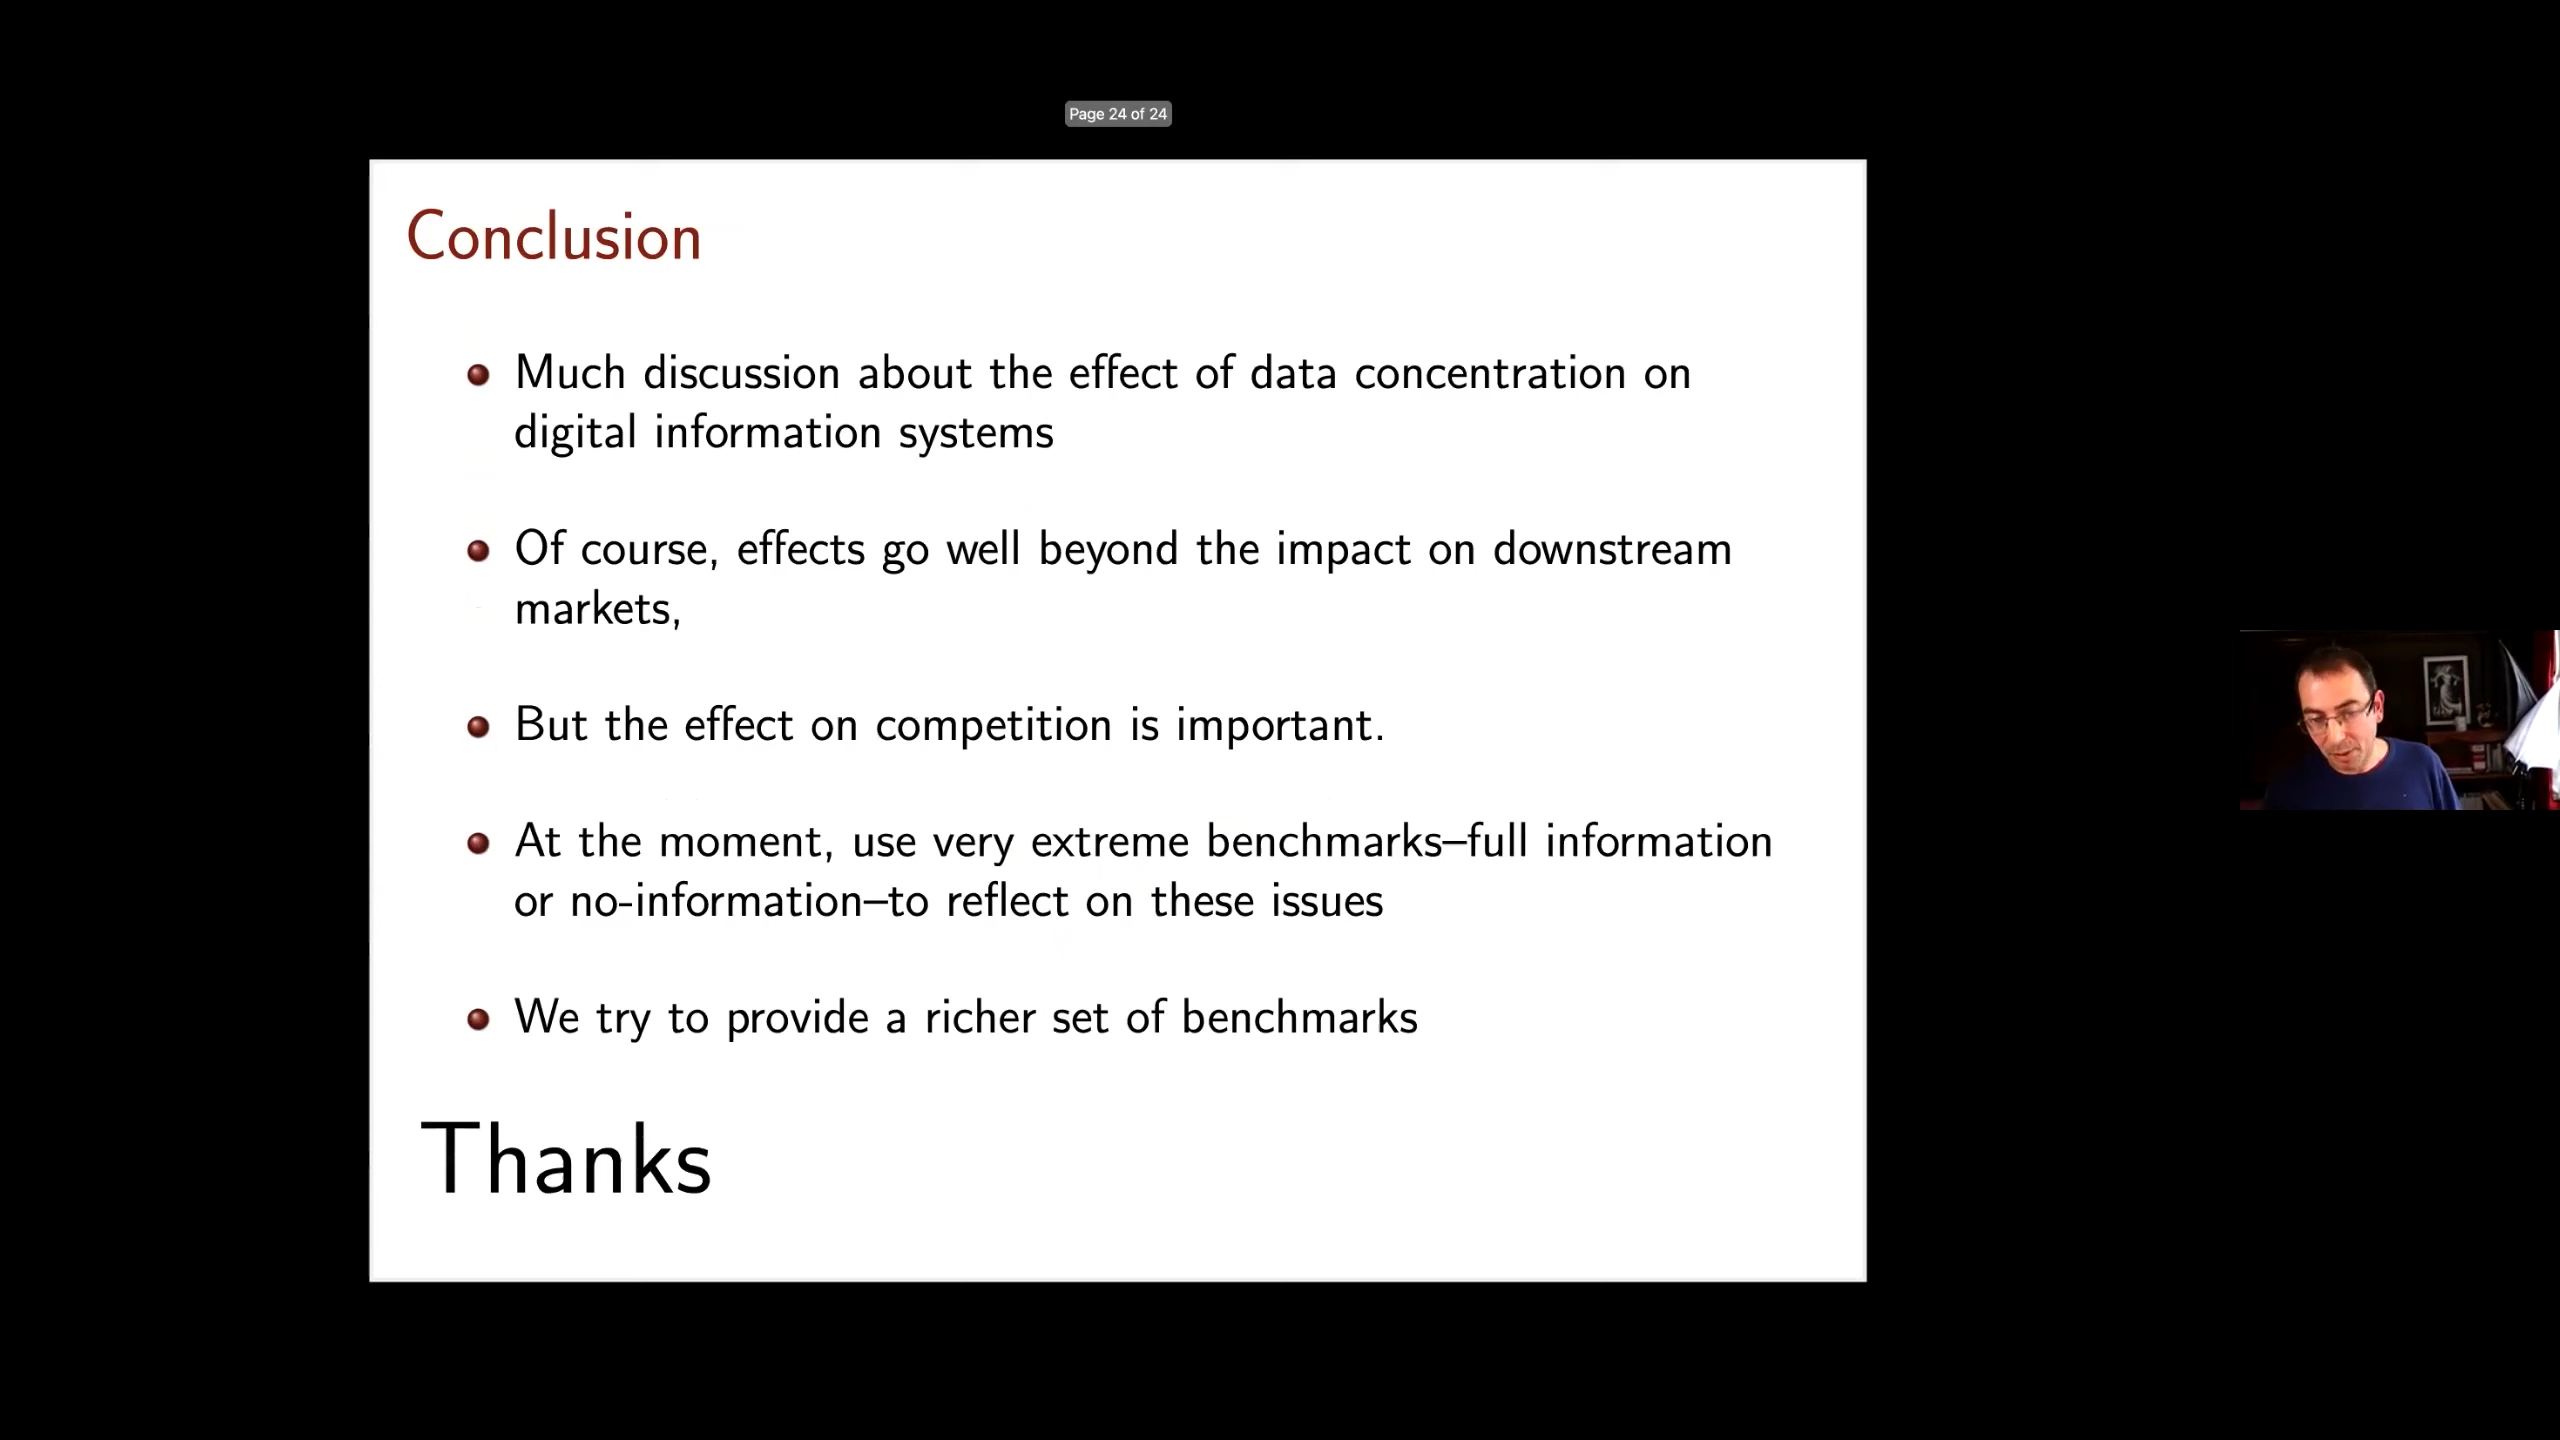 Page 24 of 24
Conclusion
Much discussion about the effect of data concentration on
digital information systems
Of course, effects go well beyond the impact on downstream
markets,
But the effect on competition is important.
At the moment, use very extreme benchmarks–full information
or no-information–to reflect on these issues
We try to provide a richer set of benchmarks
Thanks